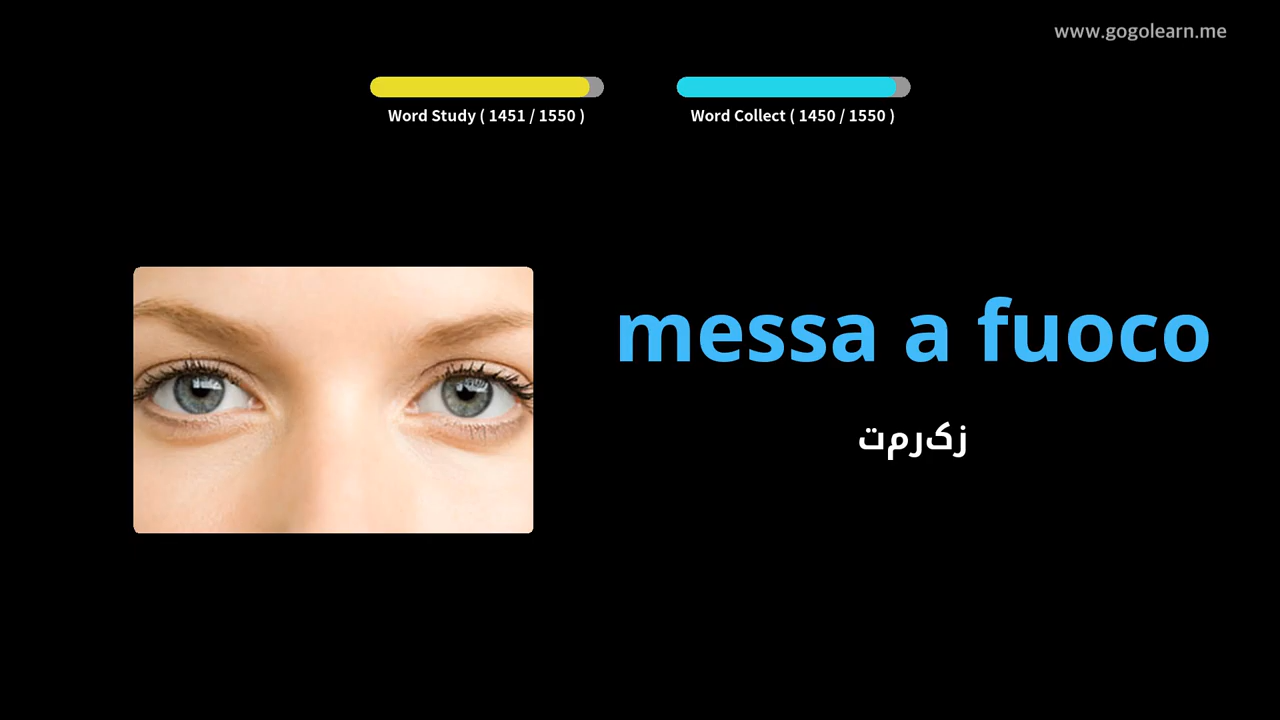 www.gogolearn.me
Word Study ( 1451 / 1550 )
Word Collect ( 1450 / 1550 )
messa a fuoco
زکرمت